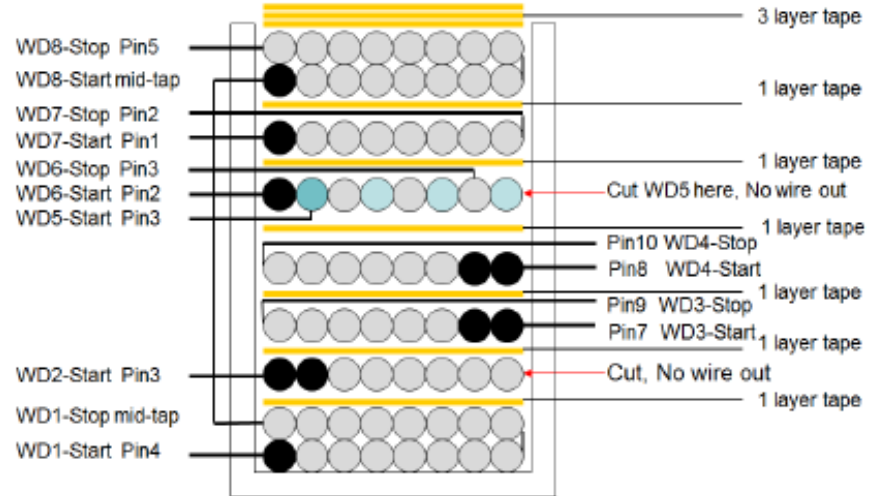 3 layer tape
WD8-Stop Pin5
WD8-Start mid-tap
1 layer tape
WD7-Stop Pin2
WD7-Start Pin1
1 layer tape
WD6-Stop Pin3
WD6-Start Pin2
Cut WD5 here, No wire out
WD5-Start Pin3
1 layer tape
Pin10 WD4-Stop
Pin8 WD4-Start
1 layer tape
Pin9 WD3-Stop
Pin7 WD3-Start
1 layer tape
WD2-Start Pin3
Cut, No wire out
1 layer tape
WD1-Stop mid-tap
WD1-Start Pin4